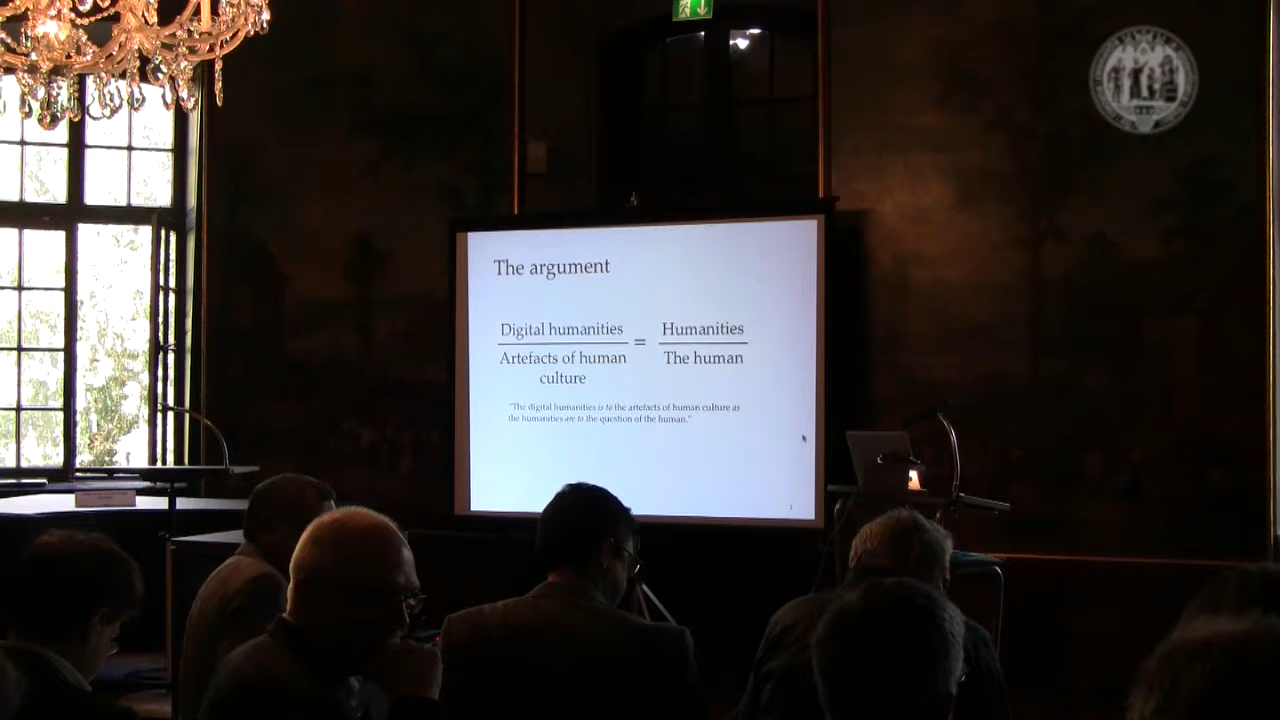 The argument
Digital humanities
Artefacts of human
culture
=
Humanities
The human
"The digital humanities is to the artefacts of human culture as
the humanities are to the question of the human."